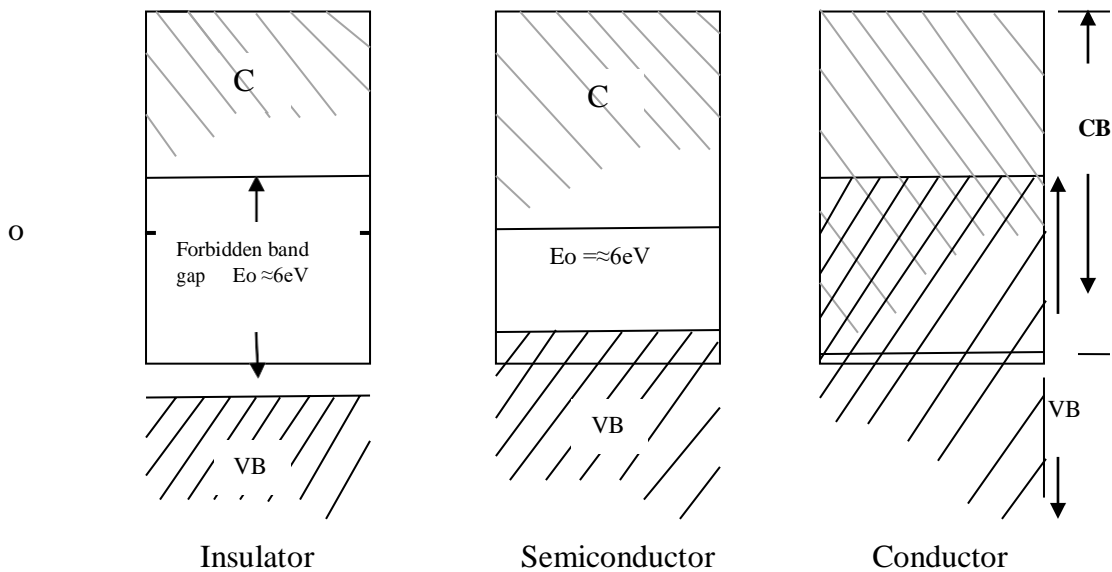 C
C
CB
o
Forbidden band
gap Eo ≈6eV
Eo =≈6eV
VB
VB
VB
Insulator
Semiconductor
Conductor